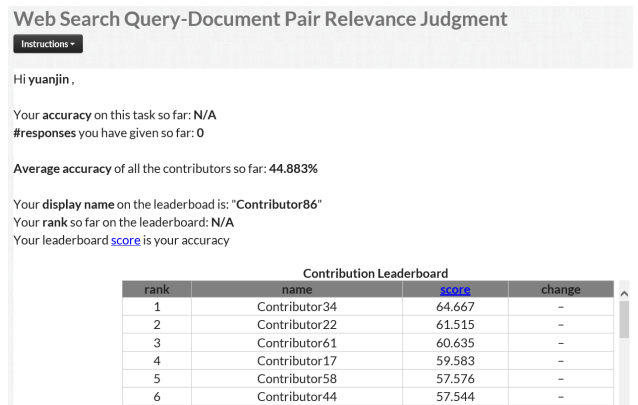 Web Search Query-Document Pair Relevance Judgment
Instructions
Hi yuanjin ,
Your accuracy on this task so far: N/A
#responses you have given so far: 0
Average accuracy of all the contributors so far: 44.883%
Your display name on the leaderboad is: "Contributor86"
Your rank so far on the leaderboard: N/A
Your leaderboard score is your accuracy
Contribution Leaderboard
rank name score change
1 Contributor34 64.667 –
2 Contributor22 61.515 –
3 Contributor61 60.635 –
4 Contributor17 59.583 –
5 Contributor58 57.576 –
6 Contributor44 57.544 –